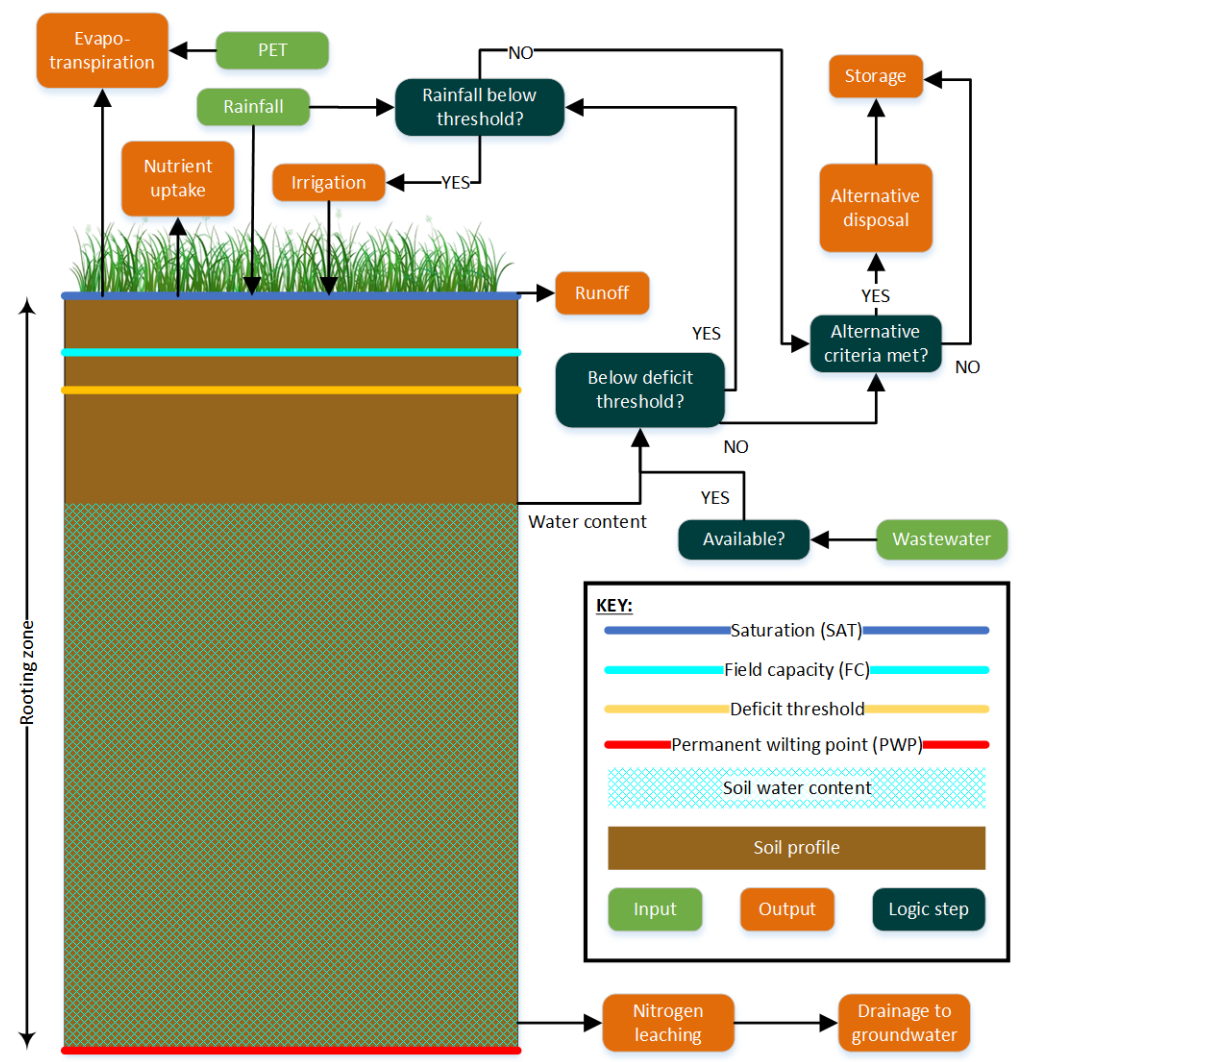 Evapo-
transpiration
PET
NO
Rainfall
Rainfall below
threshold?
Storage
Nutrient
uptake
Irrigation
YES
Alternative
disposal
Runoff
YES
YES
Alternative
criteria met?
NO
Below deficit
threshold?
NO
YES
Water content
Available?
Wastewater
Rooting zone
KEY:
Saturation (SAT)
Field capacity (FC)
Deficit threshold
Permanent wilting point (PWP)
Soil water content
Soil profile
Input
Output
Logic step
Nitrogen
leaching
Drainage to
groundwater